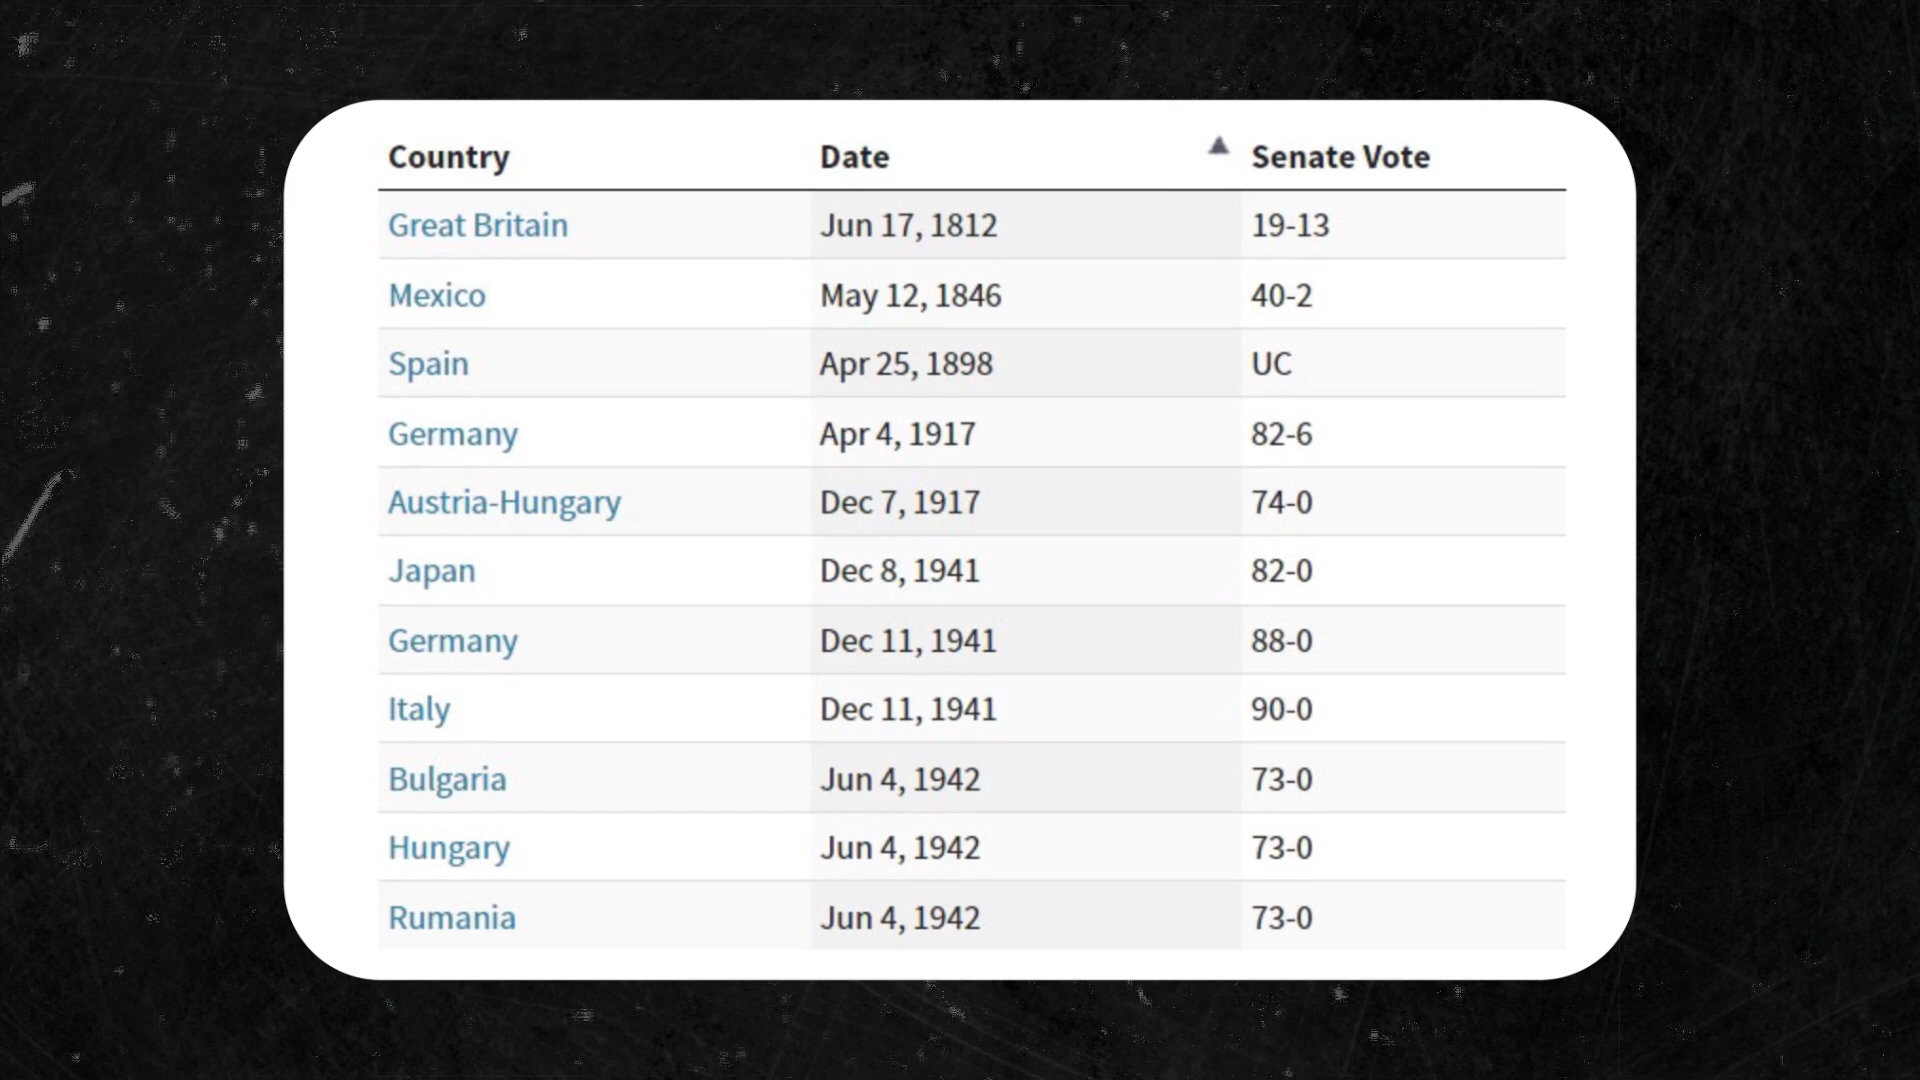 Country Date ▲ Senate Vote
Great Britain Jun 17, 1812 19-13
Mexico May 12, 1846 40-2
Spain Apr 25, 1898 UC
Germany Apr 4, 1917 82-6
Austria-Hungary Dec 7, 1917 74-0
Japan Dec 8, 1941 82-0
Germany Dec 11, 1941 88-0
Italy Dec 11, 1941 90-0
Bulgaria Jun 4, 1942 73-0
Hungary Jun 4, 1942 73-0
Rumania Jun 4, 1942 73-0